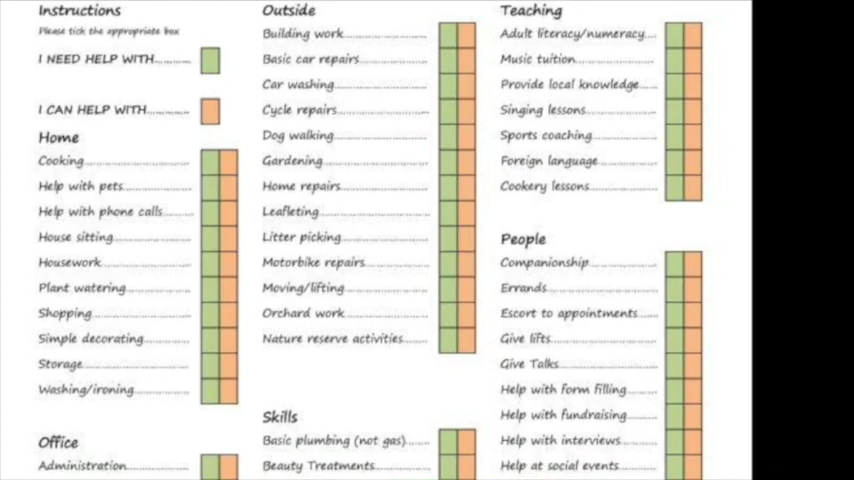 Instructions
Please tick the appropriate box
I NEED HELP WITH............
I CAN HELP WITH..............
Home
Cooking
Help with pets
Help with phone calls
House sitting
Housework
Plant watering
Shopping
Simple decorating
Storage
Washing/ironing
Office
Administration
Outside
Building work
Basic car repairs
Car washing
Cycle repairs
Dog walking
Gardening
Home repairs
Leafleting
Litter picking
Motorbike repairs
Moving/lifting
Orchard work
Nature reserve activities
Skills
Basic plumbing (not gas)
Beauty Treatments
Teaching
Adult literacy/numeracy
Music tuition
Provide local knowledge
Singing lessons
Sports coaching
Foreign language
Cookery lessons
People
Companionship
Errands
Escort to appointments
Give lifts
Give Talks
Help with form filling
Help with fundraising
Help with interviews
Help at social events